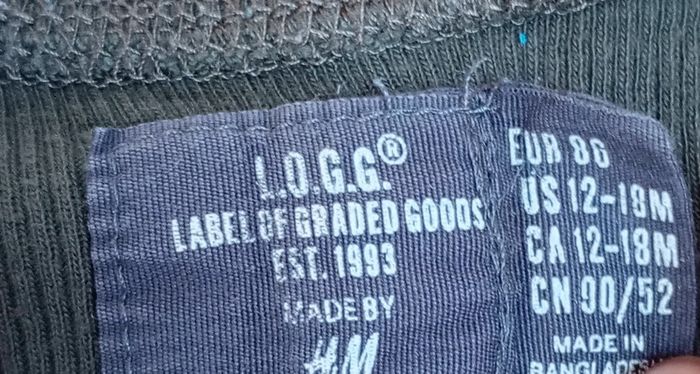 L.O.G.G.®
LABEL OF GRADED GOODS
EST. 1993
MADE BY
H&M
EUR 86
US 12-18M
CA 12-18M
CN 90/52
MADE IN
BANGLADESH